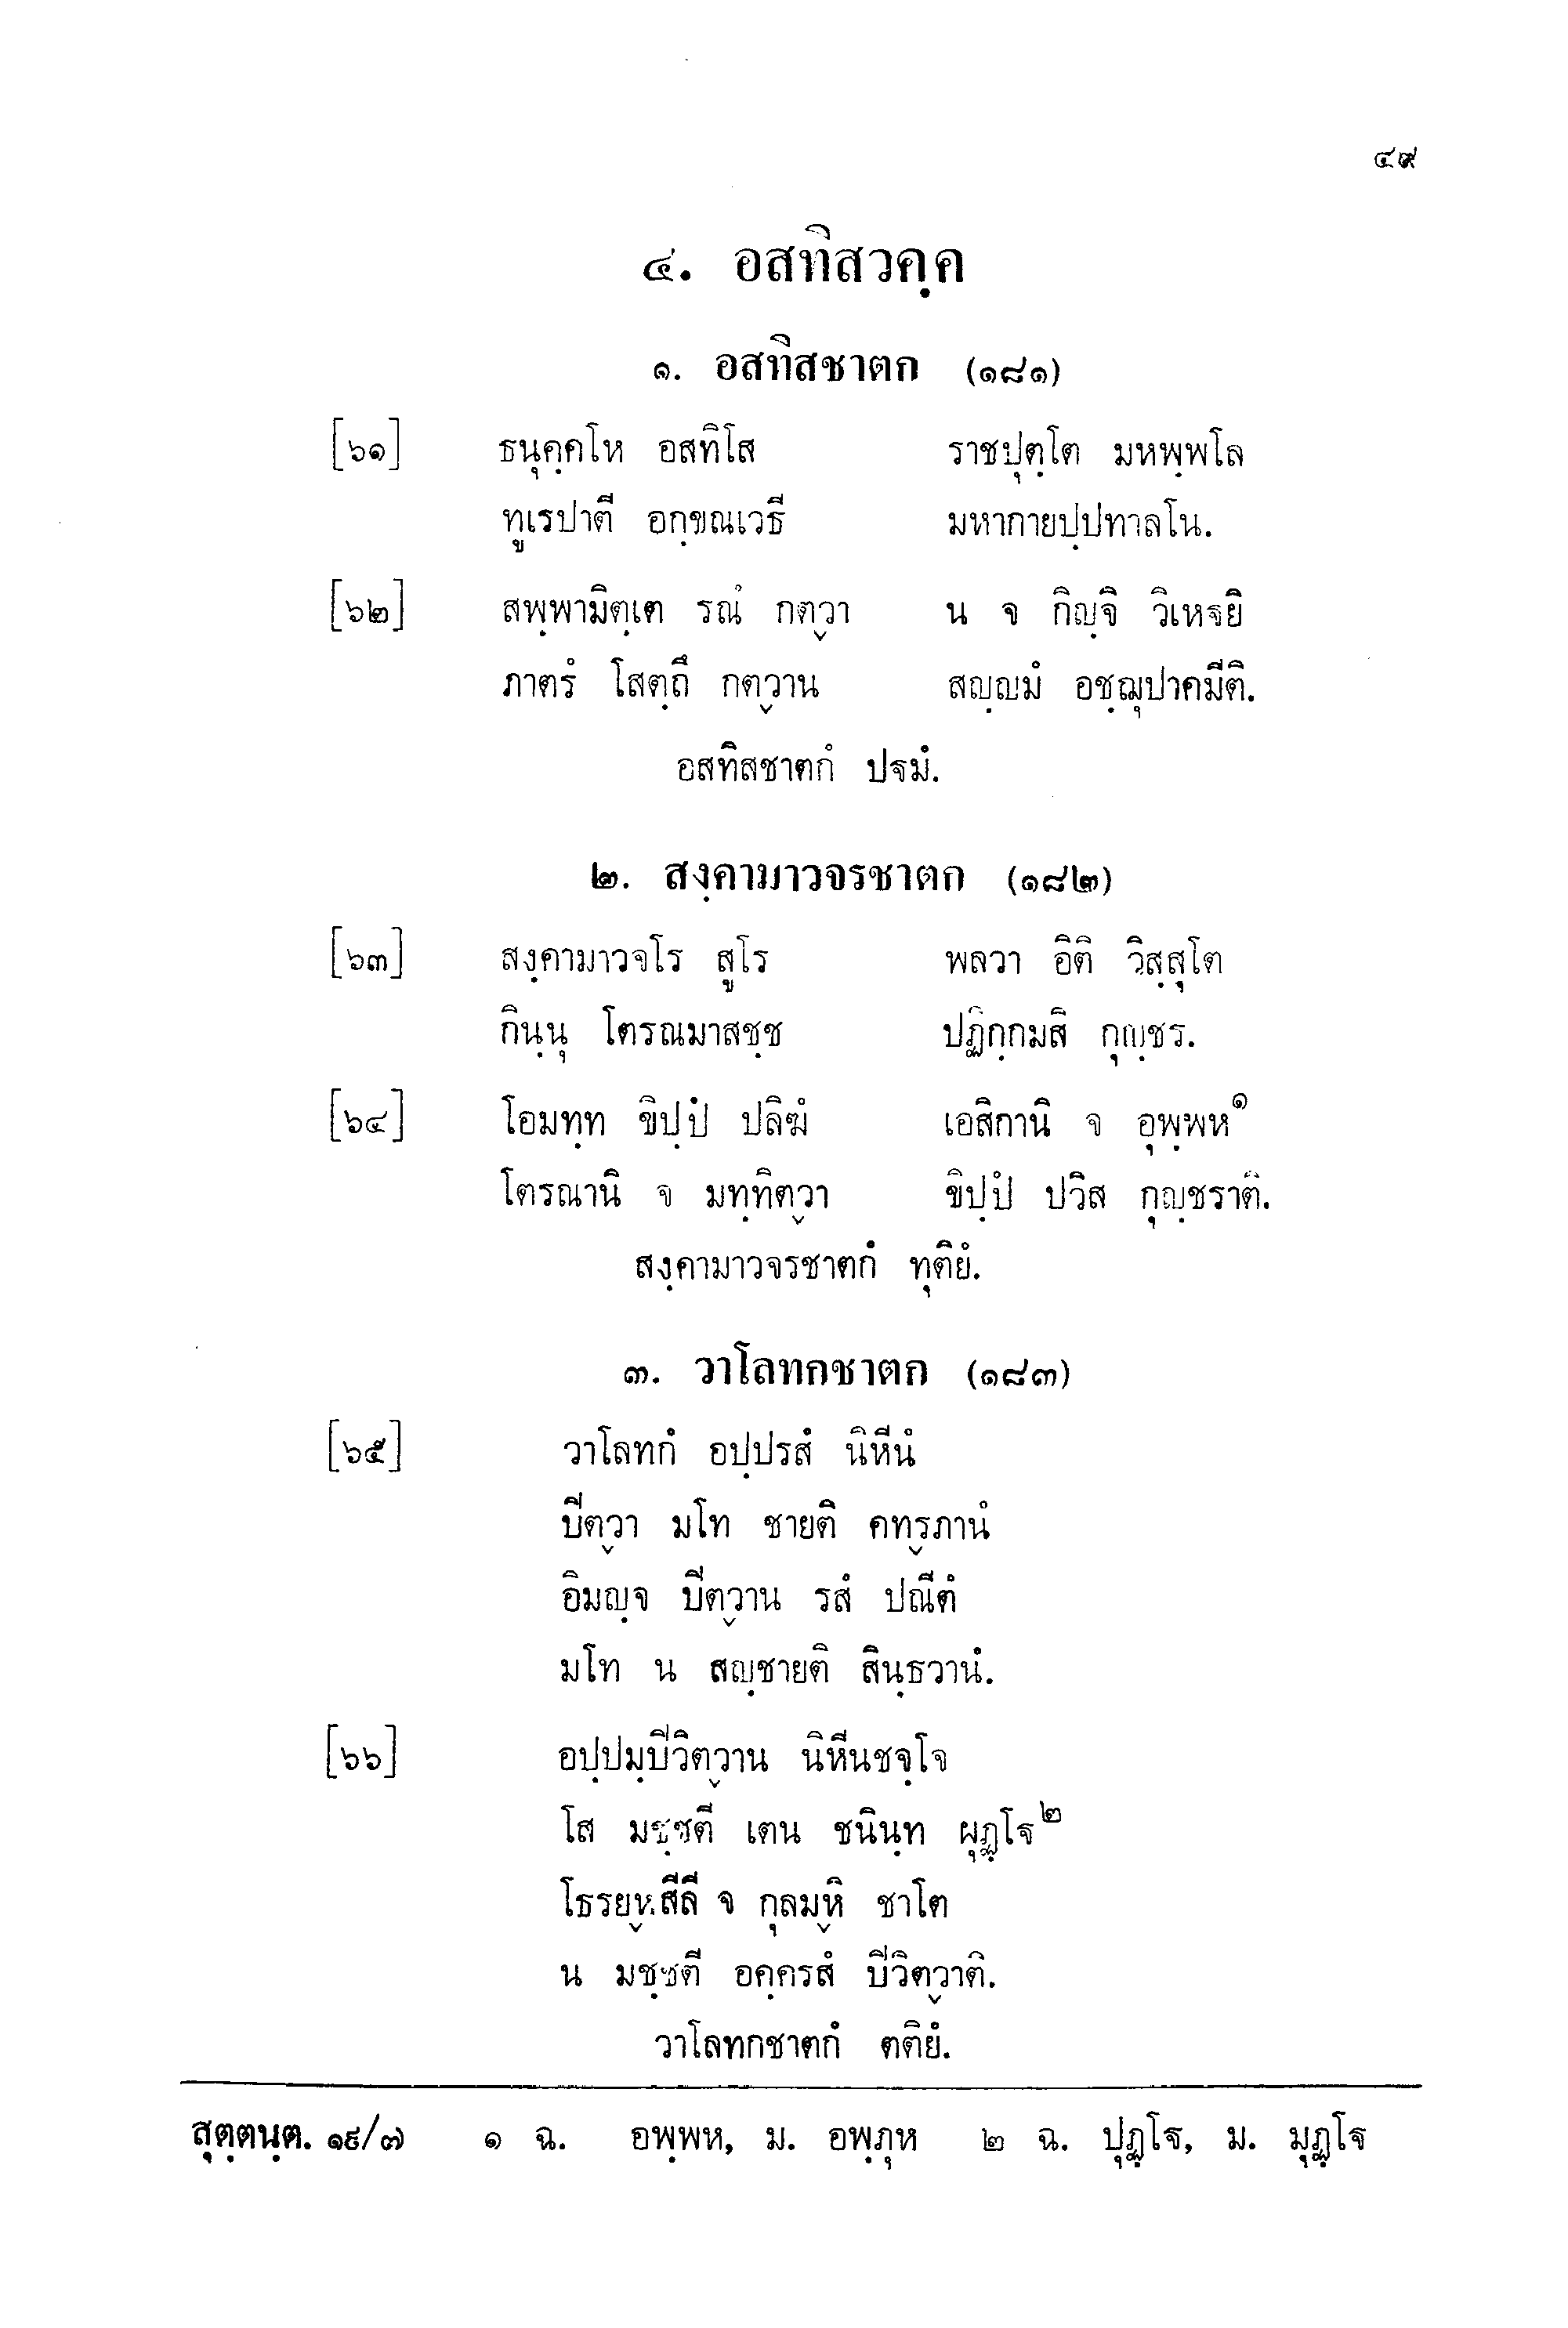 ๔๙
๔. อสทิสวคฺค
๑. อสทิสชาตก (๑๘๑)
[๖๑] ธนุคฺคโห อสทิโส ราชปุตฺโต มหพฺพโล
ทูเรปาตี อกฺขณเวธี มหากายปฺปทาลโน.
[๖๒] สพฺพามิตฺเต รณํ กตฺวา น จ กิญฺจิ วิเหฐยิ
ภาตรํ โสตฺถึ กตฺวาน สญฺญมํ อชฺฌุปาคมีติ.
อสทิสชาตกํ ปฐมํ.
๒. สงฺคามาวจรชาตก (๑๘๒)
[๖๓] สงฺคามาวจโร สูโร พลวา อิติ วิสฺสุโต
กินฺนุ โตรณมาสชฺช ปฏิกฺกมสิ กุญฺชร.
[๖๔] โอมทฺท ขิปฺปํ ปลิฆํ เอสิกานิ จ อุพฺพห๑
โตรณานิ จ มทฺทิตฺวา ขิปฺปํ ปวิส กุญฺชราติ.
สงฺคามาวจรชาตกํ ทุติยํ.
๓. วาโลทกชาตก (๑๘๓)
[๖๕] วาโลทกํ อปฺปรสํ นิหีนํ
ปีตฺวา มโท ชายติ คทฺรภานํ
อิมญฺจ ปีตฺวาน รสํ ปณีตํ
มโท น สญฺชายติ สินฺธวานํ.
[๖๖] อปฺปมฺปิวิตฺวาน นิหีนชจฺโจ
โส มชฺชตี เตน ชนินฺท ผุฏฺโฐ๒
โธรยฺหสีลี จ กุลมฺหิ ชาโต
น มชฺชตี อคฺครสํ ปิวิตฺวาติ.
วาโลทกชาตกํ ตติยํ.
สุตฺตนฺต. ๑๙/๗ ๑ ฉ. อพฺพห, ม. อพฺภุห ๒ ฉ. ปุฏฺโฐ, ม. มุฏฺโฐ